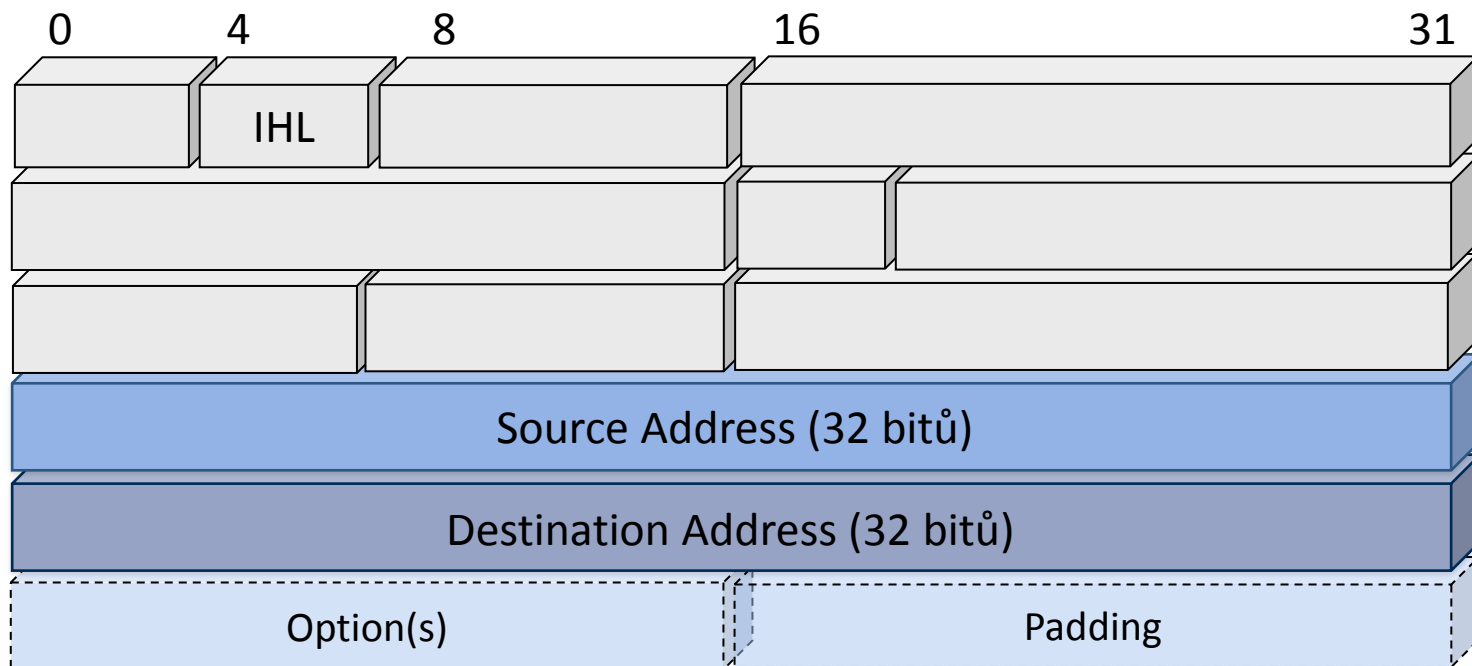 0 4 8 16 31
IHL
Source Address (32 bitů)
Destination Address (32 bitů)
Option(s) Padding